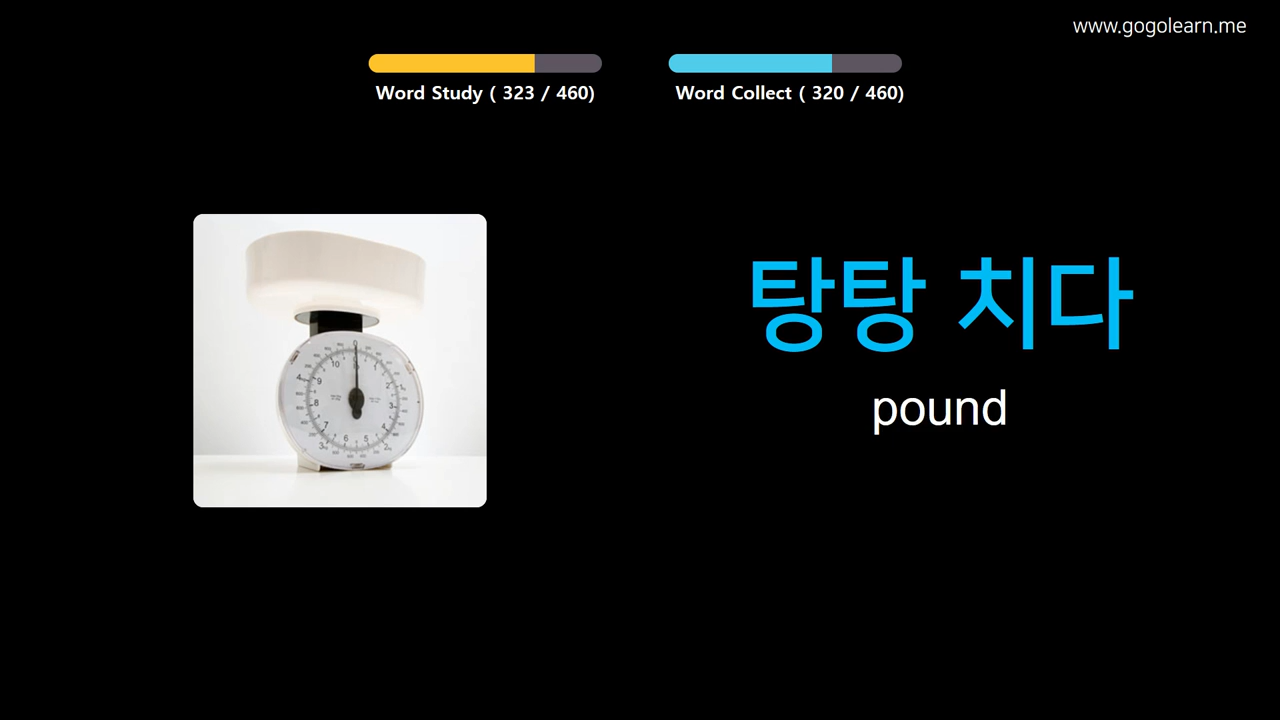 www.gogolearn.me
Word Study ( 323 / 460)
Word Collect ( 320 / 460)
탕탕 치다
pound